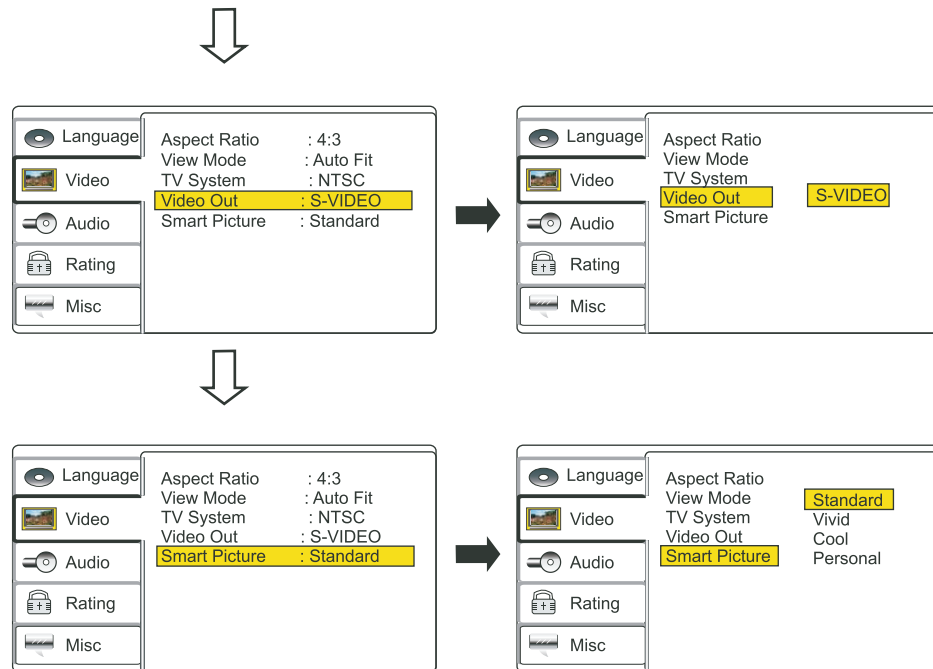 Language
Video
Audio
Rating
Misc
Aspect Ratio : 4:3
View Mode : Auto Fit
TV System : NTSC
Video Out : S-VIDEO
Smart Picture : Standard
Language
Video
Audio
Rating
Misc
Aspect Ratio
View Mode
TV System
Video Out S-VIDEO
Smart Picture
Language
Video
Audio
Rating
Misc
Aspect Ratio : 4:3
View Mode : Auto Fit
TV System : NTSC
Video Out : S-VIDEO
Smart Picture : Standard
Language
Video
Audio
Rating
Misc
Aspect Ratio
View Mode
TV System
Video Out
Smart Picture
Standard
Vivid
Cool
Personal